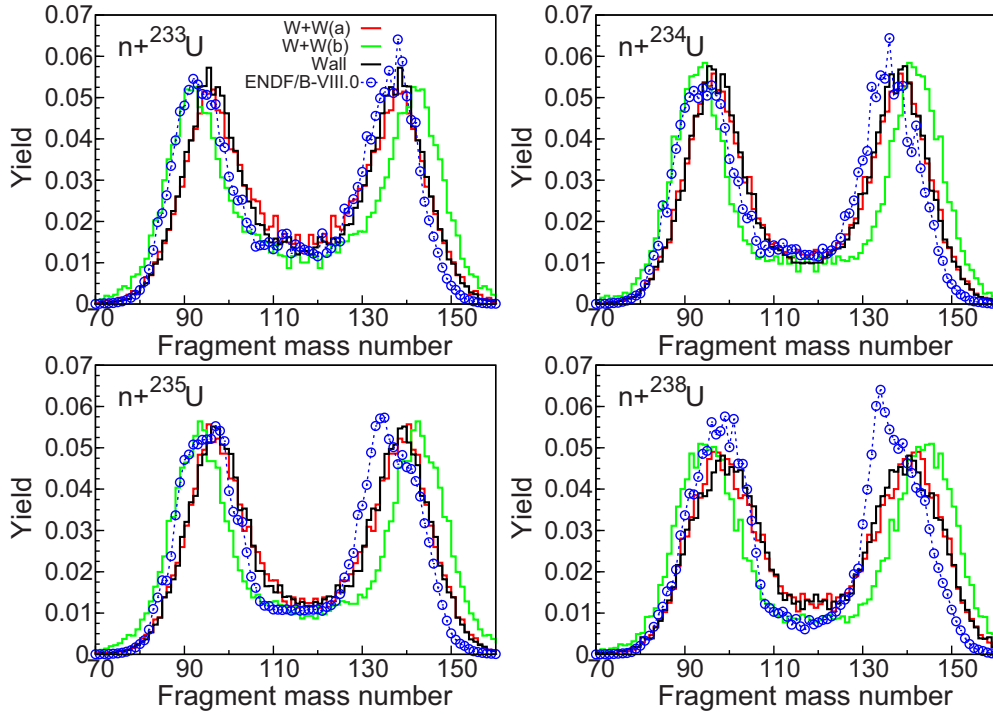 n+²³³U
W+W(a)
W+W(b)
Wall
ENDF/B-VIII.0
Yield
0.07
0.06
0.05
0.04
0.03
0.02
0.01
0
70 90 110 130 150
Fragment mass number
n+²³⁴U
Yield
0.07
0.06
0.05
0.04
0.03
0.02
0.01
0
70 90 110 130 150
Fragment mass number
n+²³⁵U
Yield
0.07
0.06
0.05
0.04
0.03
0.02
0.01
0
70 90 110 130 150
Fragment mass number
n+²³⁸U
Yield
0.07
0.06
0.05
0.04
0.03
0.02
0.01
0
70 90 110 130 150
Fragment mass number